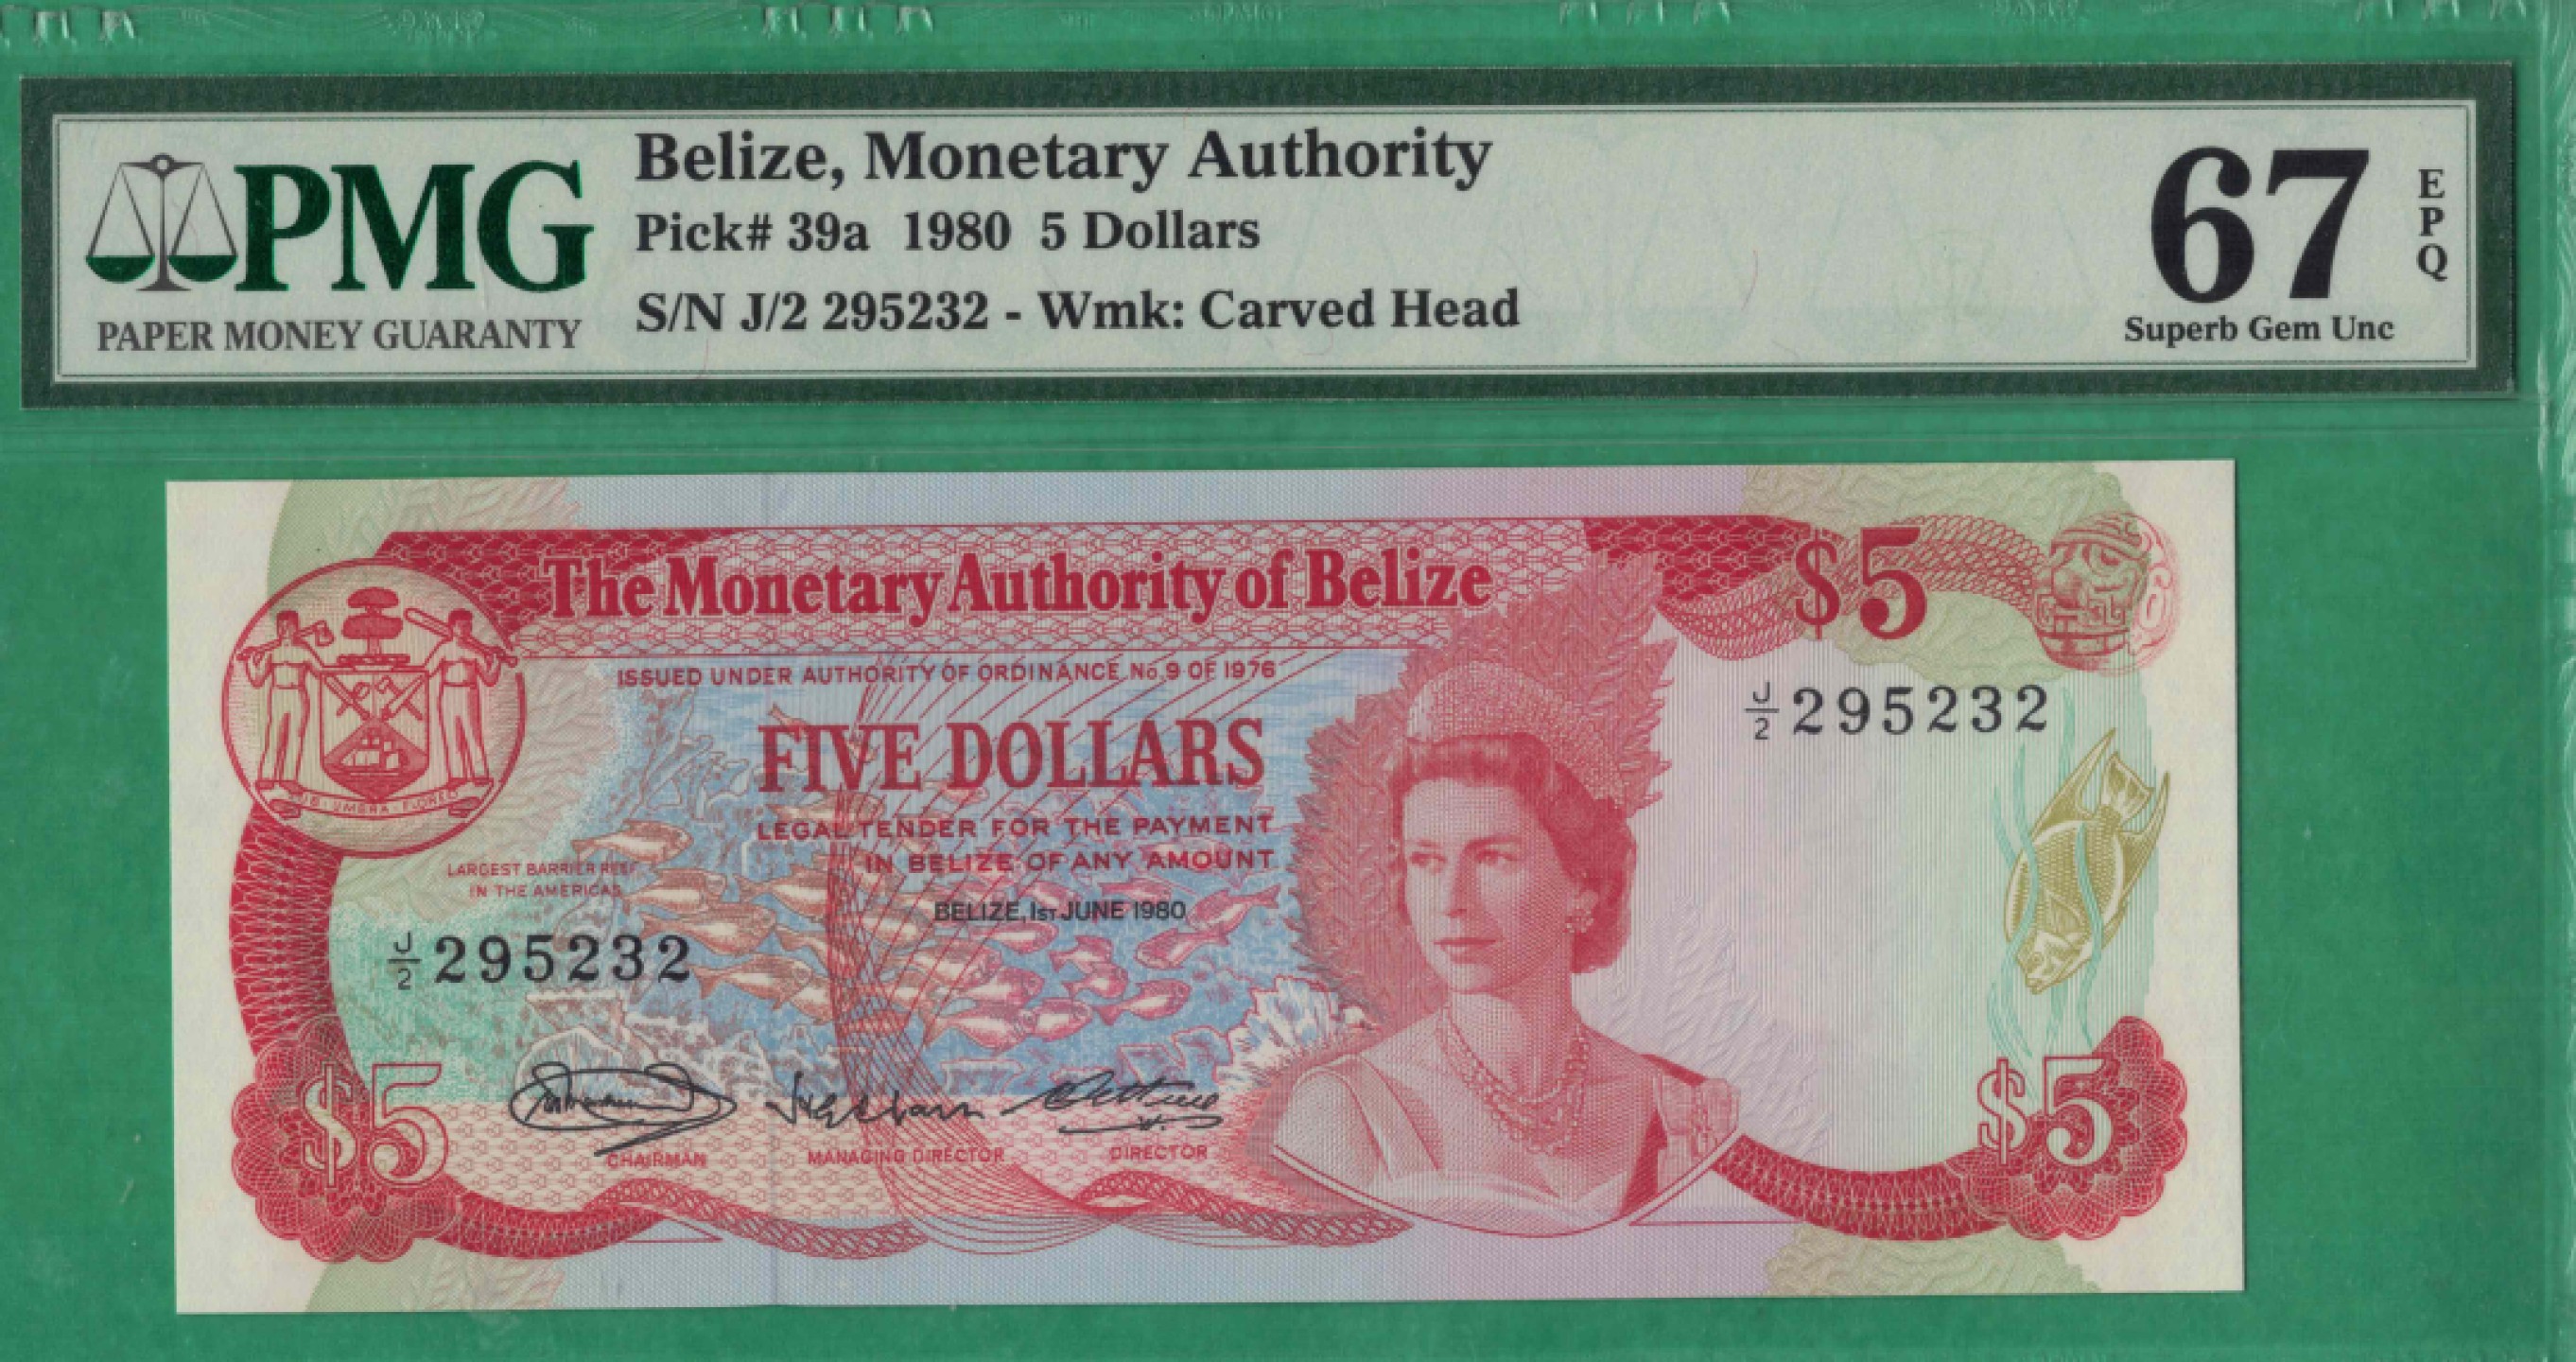 PMG
PAPER MONEY GUARANTY
Belize, Monetary Authority
Pick# 39a 1980 5 Dollars
S/N J/2 295232 - Wmk: Carved Head
67
EPQ
Superb Gem Unc
The Monetary Authority of Belize
$5
ISSUED UNDER AUTHORITY OF ORDINANCE No. 9 OF 1976
J/2 295232
FIVE DOLLARS
LEGAL TENDER FOR THE PAYMENT
IN BELIZE OF ANY AMOUNT
BELIZE, 1ST JUNE 1980
SUB·UMBRA·FLOREO
LARGEST BARRIER REEF
IN THE AMERICAS
J/2 295232
$5
CHAIRMAN
MANAGING DIRECTOR
DIRECTOR
$5